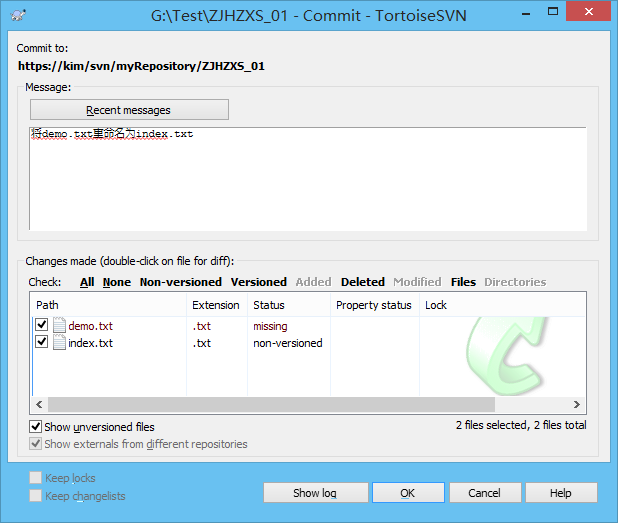 G:\Test\ZJHZXS_01 - Commit - TortoiseSVN
Commit to:
https://kim/svn/myRepository/ZJHZXS_01
Message:
Recent messages
将demo.txt重命名为index.txt
Changes made (double-click on file for diff):
Check: All None Non-versioned Versioned Added Deleted Modified Files Directories
Path Extension Status Property status Lock
demo.txt .txt missing
index.txt .txt non-versioned
Show unversioned files 2 files selected, 2 files total
Show externals from different repositories
Keep locks
Keep changelists
Show log OK Cancel Help